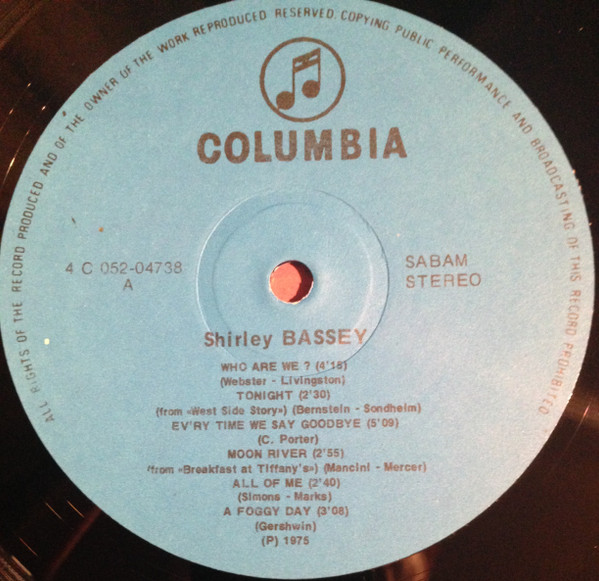 ALL RIGHTS OF THE RECORD PRODUCED AND OF THE OWNER OF THE WORK REPRODUCED RESERVED. COPYING PUBLIC PERFORMANCE AND BROADCASTING OF THIS RECORD PROHIBITED
COLUMBIA
4 C 052-04738
A
SABAM
STEREO
Shirley BASSEY
WHO ARE WE ? (4'15)
(Webster - Livingston)
TONIGHT (2'30)
(from «West Side Story») (Bernstein - Sondheim)
EV'RY TIME WE SAY GOODBYE (5'09)
(C. Porter)
MOON RIVER (2'55)
(from «Breakfast at Tiffany's») (Mancini - Mercer)
ALL OF ME (2'40)
(Simons - Marks)
A FOGGY DAY (3'08)
(Gershwin)
(P) 1975